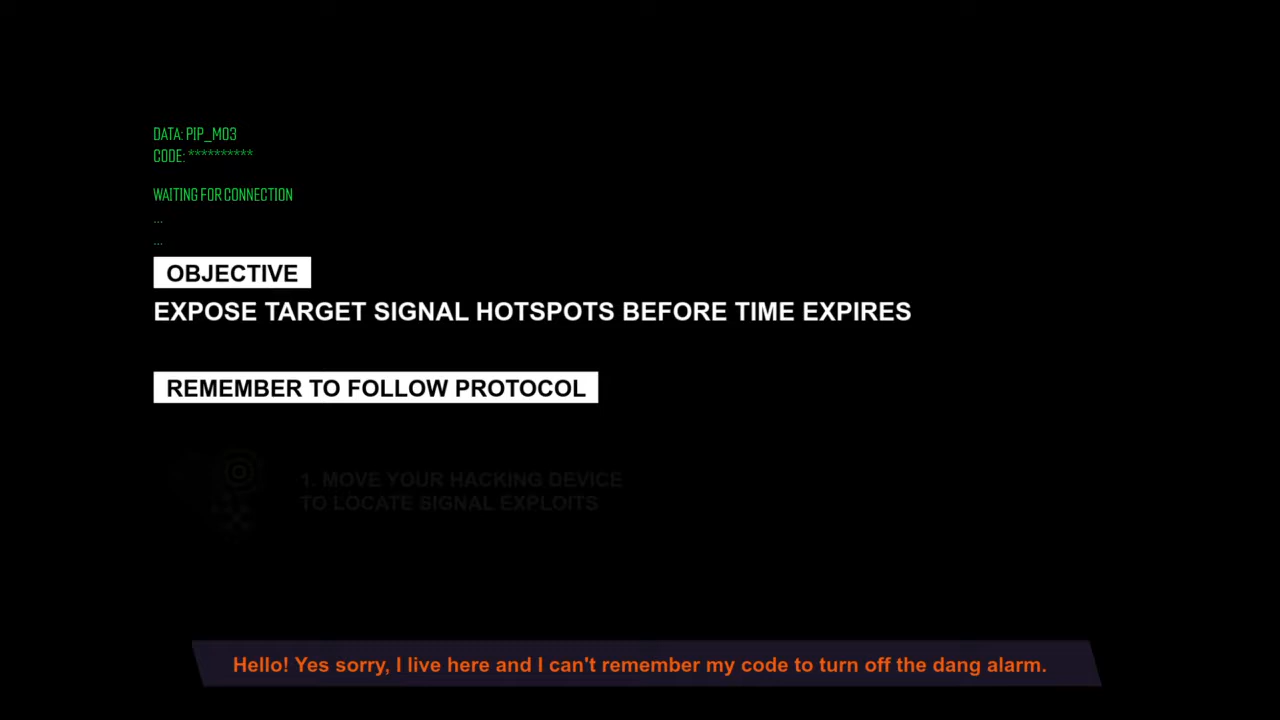 DATA: PIP_M03
CODE: **********
WAITING FOR CONNECTION
...
...
OBJECTIVE
EXPOSE TARGET SIGNAL HOTSPOTS BEFORE TIME EXPIRES
REMEMBER TO FOLLOW PROTOCOL
1. MOVE YOUR HACKING DEVICE
TO LOCATE SIGNAL EXPLOITS
Hello! Yes sorry, I live here and I can't remember my code to turn off the dang alarm.